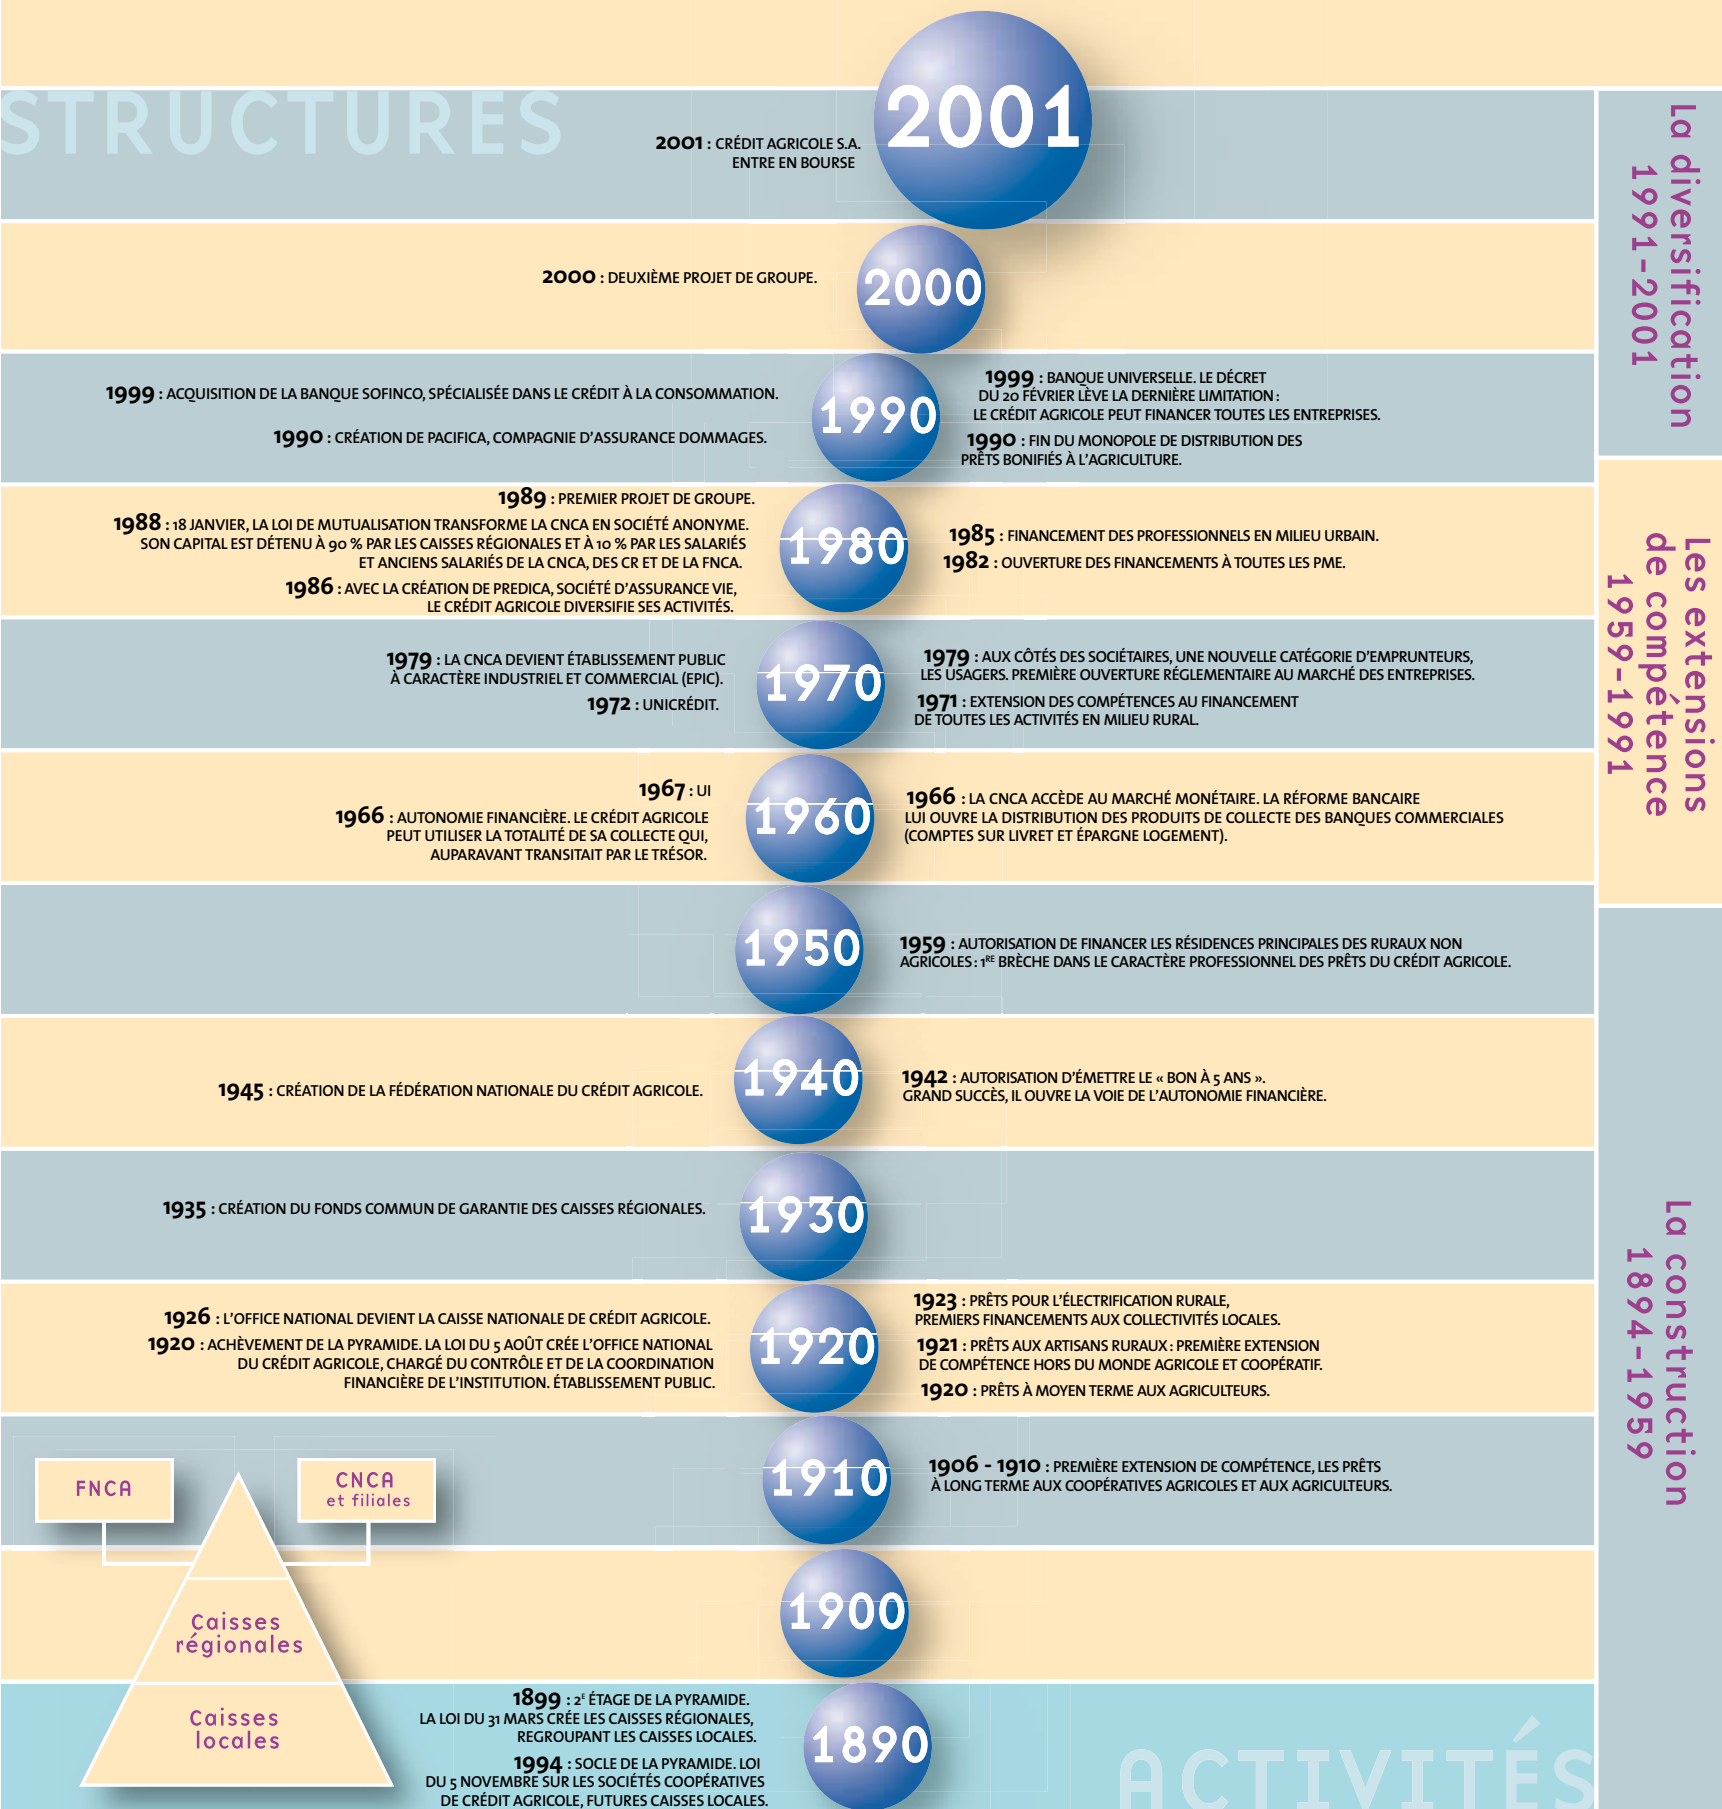 STRUCTURES
2001
2001 : CRÉDIT AGRICOLE S.A.
ENTRE EN BOURSE
2000 : DEUXIÈME PROJET DE GROUPE.
2000
1999 : ACQUISITION DE LA BANQUE SOFINCO, SPÉCIALISÉE DANS LE CRÉDIT À LA CONSOMMATION.
1990 : CRÉATION DE PACIFICA, COMPAGNIE D’ASSURANCE DOMMAGES.
1990
1999 : BANQUE UNIVERSELLE. LE DÉCRET
DU 20 FÉVRIER LÈVE LA DERNIÈRE LIMITATION :
LE CRÉDIT AGRICOLE PEUT FINANCER TOUTES LES ENTREPRISES.
1990 : FIN DU MONOPOLE DE DISTRIBUTION DES
PRÊTS BONIFIÉS À L’AGRICULTURE.
La diversification
1991-2001
1989 : PREMIER PROJET DE GROUPE.
1988 : 18 JANVIER, LA LOI DE MUTUALISATION TRANSFORME LA CNCA EN SOCIÉTÉ ANONYME.
SON CAPITAL EST DÉTENU À 90 % PAR LES CAISSES RÉGIONALES ET À 10 % PAR LES SALARIÉS
ET ANCIENS SALARIÉS DE LA CNCA, DES CR ET DE LA FNCA.
1986 : AVEC LA CRÉATION DE PREDICA, SOCIÉTÉ D’ASSURANCE VIE,
LE CRÉDIT AGRICOLE DIVERSIFIE SES ACTIVITÉS.
1980
1985 : FINANCEMENT DES PROFESSIONNELS EN MILIEU URBAIN.
1982 : OUVERTURE DES FINANCEMENTS À TOUTES LES PME.
1979 : LA CNCA DEVIENT ÉTABLISSEMENT PUBLIC
À CARACTÈRE INDUSTRIEL ET COMMERCIAL (EPIC).
1972 : UNICRÉDIT.
1970
1979 : AUX CÔTÉS DES SOCIÉTAIRES, UNE NOUVELLE CATÉGORIE D’EMPRUNTEURS,
LES USAGERS. PREMIÈRE OUVERTURE RÉGLEMENTAIRE AU MARCHÉ DES ENTREPRISES.
1971 : EXTENSION DES COMPÉTENCES AU FINANCEMENT
DE TOUTES LES ACTIVITÉS EN MILIEU RURAL.
1967 : UI
1966 : AUTONOMIE FINANCIÈRE. LE CRÉDIT AGRICOLE
PEUT UTILISER LA TOTALITÉ DE SA COLLECTE QUI,
AUPARAVANT TRANSITAIT PAR LE TRÉSOR.
1960
1966 : LA CNCA ACCÈDE AU MARCHÉ MONÉTAIRE. LA RÉFORME BANCAIRE
LUI OUVRE LA DISTRIBUTION DES PRODUITS DE COLLECTE DES BANQUES COMMERCIALES
(COMPTES SUR LIVRET ET ÉPARGNE LOGEMENT).
Les extensions
de compétence
1959-1991
1950
1959 : AUTORISATION DE FINANCER LES RÉSIDENCES PRINCIPALES DES RURAUX NON
AGRICOLES : 1RE BRÈCHE DANS LE CARACTÈRE PROFESSIONNEL DES PRÊTS DU CRÉDIT AGRICOLE.
1945 : CRÉATION DE LA FÉDÉRATION NATIONALE DU CRÉDIT AGRICOLE.
1940
1942 : AUTORISATION D’ÉMETTRE LE « BON À 5 ANS ».
GRAND SUCCÈS, IL OUVRE LA VOIE DE L’AUTONOMIE FINANCIÈRE.
1935 : CRÉATION DU FONDS COMMUN DE GARANTIE DES CAISSES RÉGIONALES.
1930
1926 : L’OFFICE NATIONAL DEVIENT LA CAISSE NATIONALE DE CRÉDIT AGRICOLE.
1920 : ACHÈVEMENT DE LA PYRAMIDE. LA LOI DU 5 AOÛT CRÉE L’OFFICE NATIONAL
DU CRÉDIT AGRICOLE, CHARGÉ DU CONTRÔLE ET DE LA COORDINATION
FINANCIÈRE DE L’INSTITUTION. ÉTABLISSEMENT PUBLIC.
1920
1923 : PRÊTS POUR L’ÉLECTRIFICATION RURALE,
PREMIERS FINANCEMENTS AUX COLLECTIVITÉS LOCALES.
1921 : PRÊTS AUX ARTISANS RURAUX : PREMIÈRE EXTENSION
DE COMPÉTENCE HORS DU MONDE AGRICOLE ET COOPÉRATIF.
1920 : PRÊTS À MOYEN TERME AUX AGRICULTEURS.
La construction
1894-1959
FNCA
CNCA
et filiales
1910
1906 - 1910 : PREMIÈRE EXTENSION DE COMPÉTENCE, LES PRÊTS
À LONG TERME AUX COOPÉRATIVES AGRICOLES ET AUX AGRICULTEURS.
Caisses
régionales
1900
Caisses
locales
1899 : 2E ÉTAGE DE LA PYRAMIDE.
LA LOI DU 31 MARS CRÉE LES CAISSES RÉGIONALES,
REGROUPANT LES CAISSES LOCALES.
1994 : SOCLE DE LA PYRAMIDE. LOI
DU 5 NOVEMBRE SUR LES SOCIÉTÉS COOPÉRATIVES
DE CRÉDIT AGRICOLE, FUTURES CAISSES LOCALES.
1890
ACTIVITÉS